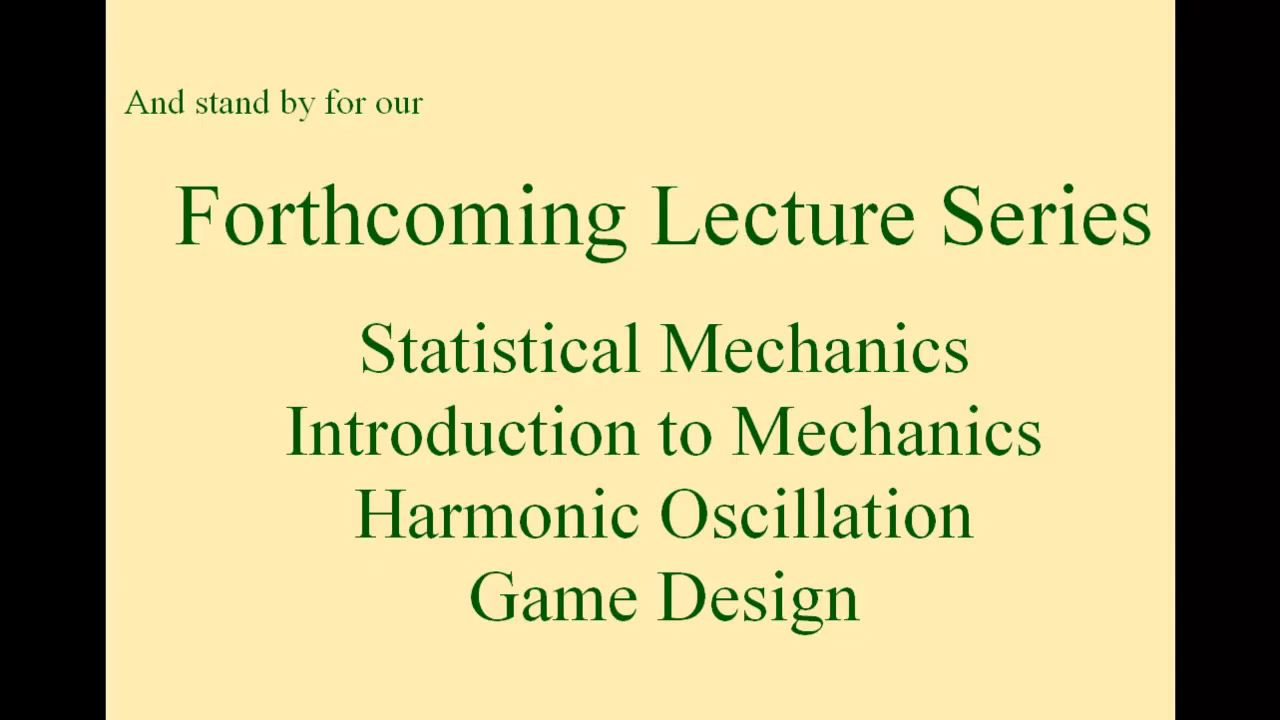 And stand by for our
Forthcoming Lecture Series
Statistical Mechanics
Introduction to Mechanics
Harmonic Oscillation
Game Design